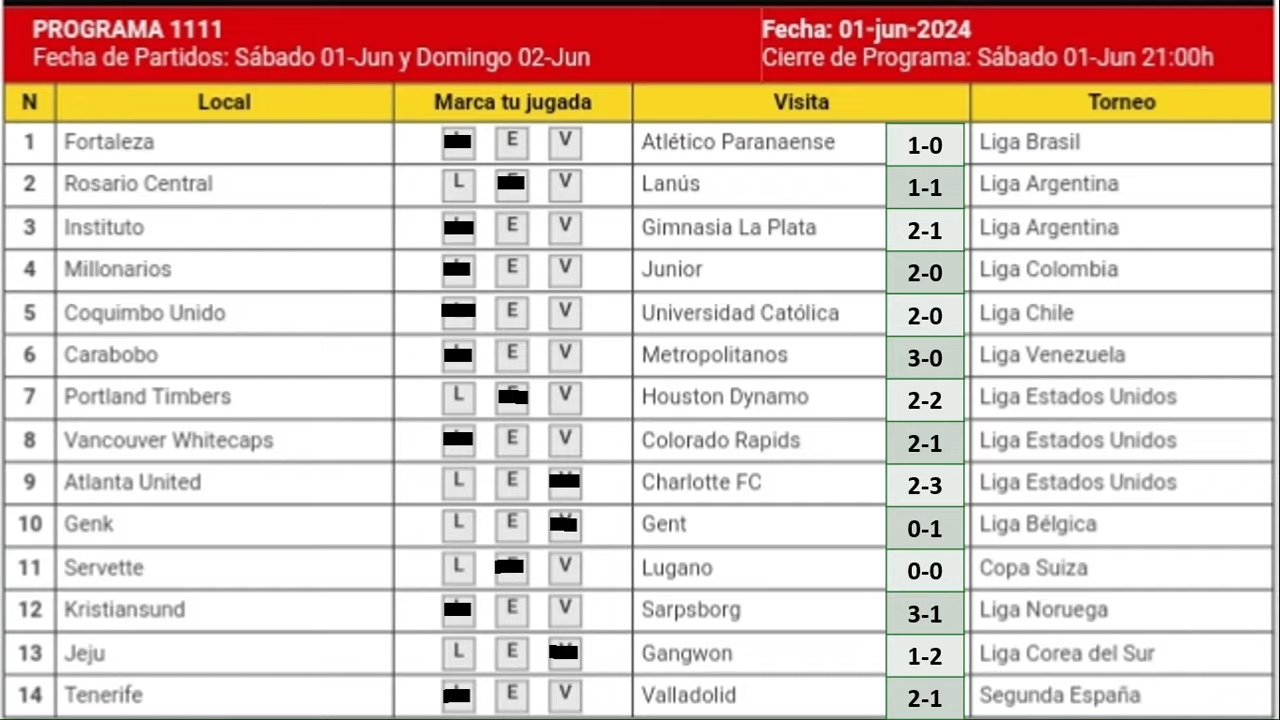 PROGRAMA 1111 Fecha: 01-jun-2024
Fecha de Partidos: Sábado 01-Jun y Domingo 02-Jun Cierre de Programa: Sábado 01-Jun 21:00h
N Local Marca tu jugada Visita Torneo
1 Fortaleza E V Atlético Paranaense 1-0 Liga Brasil
2 Rosario Central L V Lanús 1-1 Liga Argentina
3 Instituto E V Gimnasia La Plata 2-1 Liga Argentina
4 Millonarios E V Junior 2-0 Liga Colombia
5 Coquimbo Unido E V Universidad Católica 2-0 Liga Chile
6 Carabobo E V Metropolitanos 3-0 Liga Venezuela
7 Portland Timbers L V Houston Dynamo 2-2 Liga Estados Unidos
8 Vancouver Whitecaps E V Colorado Rapids 2-1 Liga Estados Unidos
9 Atlanta United L E Charlotte FC 2-3 Liga Estados Unidos
10 Genk L E Gent 0-1 Liga Bélgica
11 Servette L V Lugano 0-0 Copa Suiza
12 Kristiansund E V Sarpsborg 3-1 Liga Noruega
13 Jeju L E Gangwon 1-2 Liga Corea del Sur
14 Tenerife E V Valladolid 2-1 Segunda España